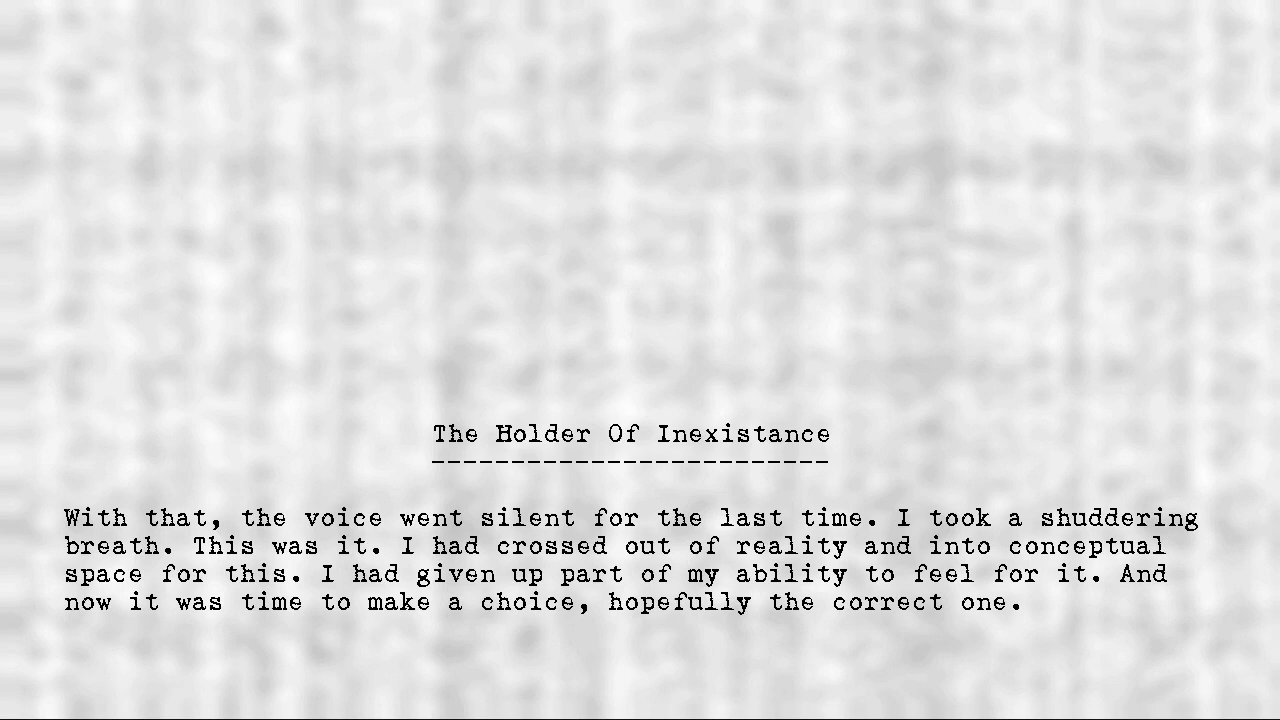 The Holder Of Inexistance
-------------------------
With that, the voice went silent for the last time. I took a shuddering
breath. This was it. I had crossed out of reality and into conceptual
space for this. I had given up part of my ability to feel for it. And
now it was time to make a choice, hopefully the correct one.